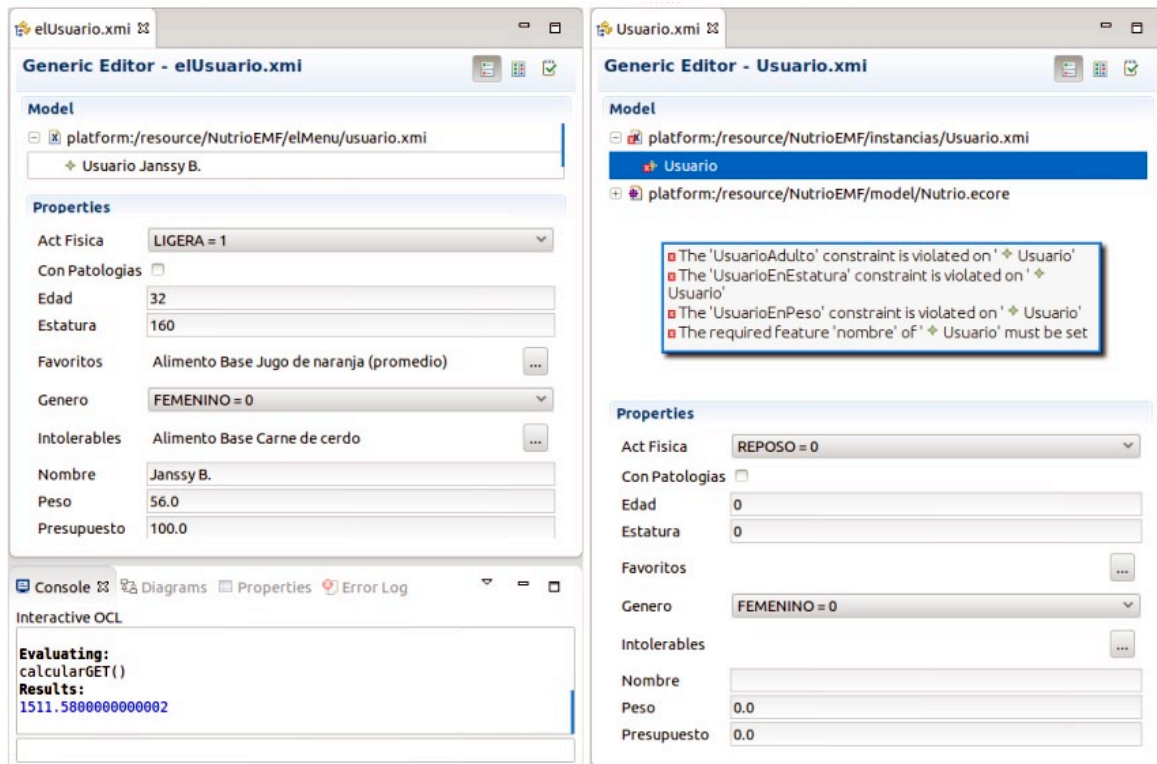 elUsuario.xmi
Generic Editor - elUsuario.xmi
Model
platform:/resource/NutrioEMF/elMenu/usuario.xmi
Usuario Janssy B.
Properties
Act Fisica LIGERA = 1
Con Patologias
Edad 32
Estatura 160
Favoritos Alimento Base Jugo de naranja (promedio) ...
Genero FEMENINO = 0
Intolerables Alimento Base Carne de cerdo ...
Nombre Janssy B.
Peso 56.0
Presupuesto 100.0
Console Diagrams Properties Error Log
Interactive OCL
Evaluating:
calcularGET()
Results:
1511.5800000000002
Usuario.xmi
Generic Editor - Usuario.xmi
Model
platform:/resource/NutrioEMF/instancias/Usuario.xmi
Usuario
platform:/resource/NutrioEMF/model/Nutrio.ecore
The 'UsuarioAdulto' constraint is violated on ' Usuario'
The 'UsuarioEnEstatura' constraint is violated on '
Usuario'
The 'UsuarioEnPeso' constraint is violated on ' Usuario'
The required feature 'nombre' of ' Usuario' must be set
Properties
Act Fisica REPOSO = 0
Con Patologias
Edad 0
Estatura 0
Favoritos ...
Genero FEMENINO = 0
Intolerables ...
Nombre
Peso 0.0
Presupuesto 0.0